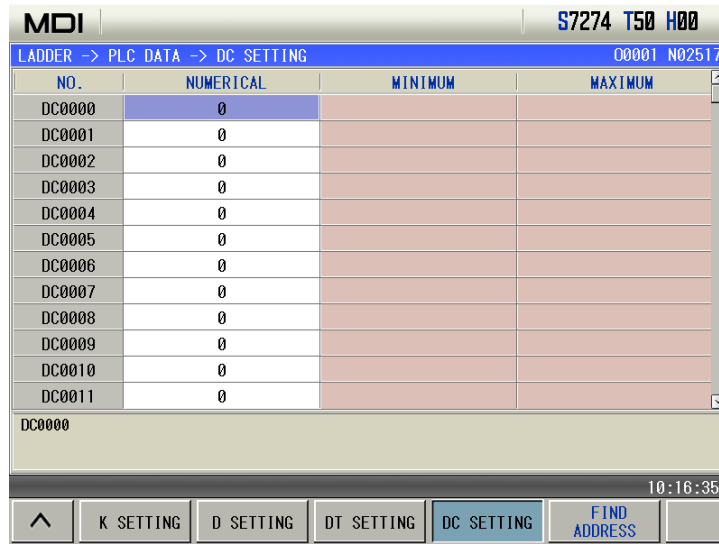 MDI S7274 T50 H00
LADDER -> PLC DATA -> DC SETTING O0001 N02517
NO. NUMERICAL MINIMUM MAXIMUM
DC0000 0
DC0001 0
DC0002 0
DC0003 0
DC0004 0
DC0005 0
DC0006 0
DC0007 0
DC0008 0
DC0009 0
DC0010 0
DC0011 0
DC0000
10:16:35
K SETTING D SETTING DT SETTING DC SETTING FIND
ADDRESS